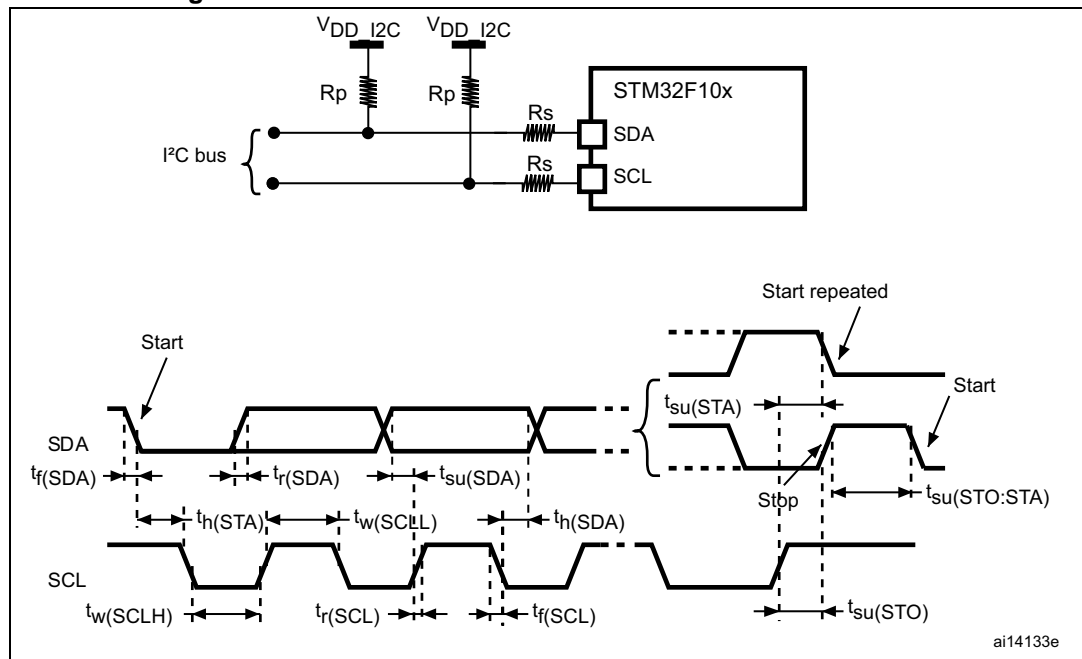 VDD_I2C VDD_I2C
Rp Rp
STM32F10x
Rs
SDA
I²C bus
Rs
SCL
Start repeated
Start
Start
tsu(STA)
SDA
tf(SDA) tr(SDA) tsu(SDA)
Stop
tsu(STO:STA)
th(STA) tw(SCLL) th(SDA)
SCL
tw(SCLH) tr(SCL) tf(SCL) tsu(STO)
ai14133e